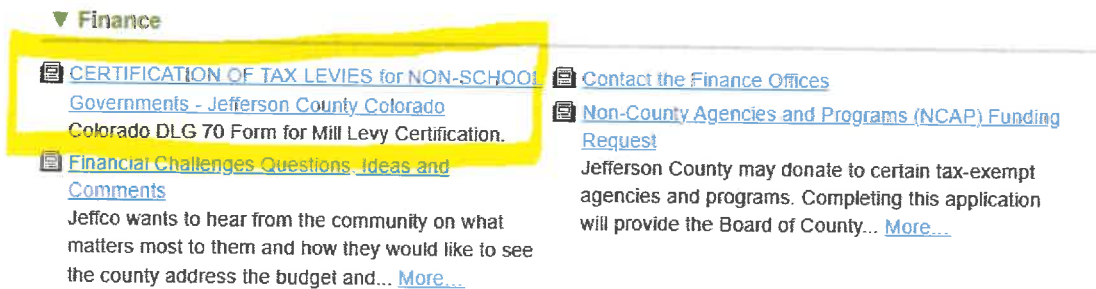 ▼ Finance
CERTIFICATION OF TAX LEVIES for NON-SCHOOL
Governments - Jefferson County Colorado
Colorado DLG 70 Form for Mill Levy Certification.
Financial Challenges Questions, Ideas and
Comments
Jeffco wants to hear from the community on what
matters most to them and how they would like to see
the county address the budget and... More...
Contact the Finance Offices
Non-County Agencies and Programs (NCAP) Funding
Request
Jefferson County may donate to certain tax-exempt
agencies and programs. Completing this application
will provide the Board of County... More...